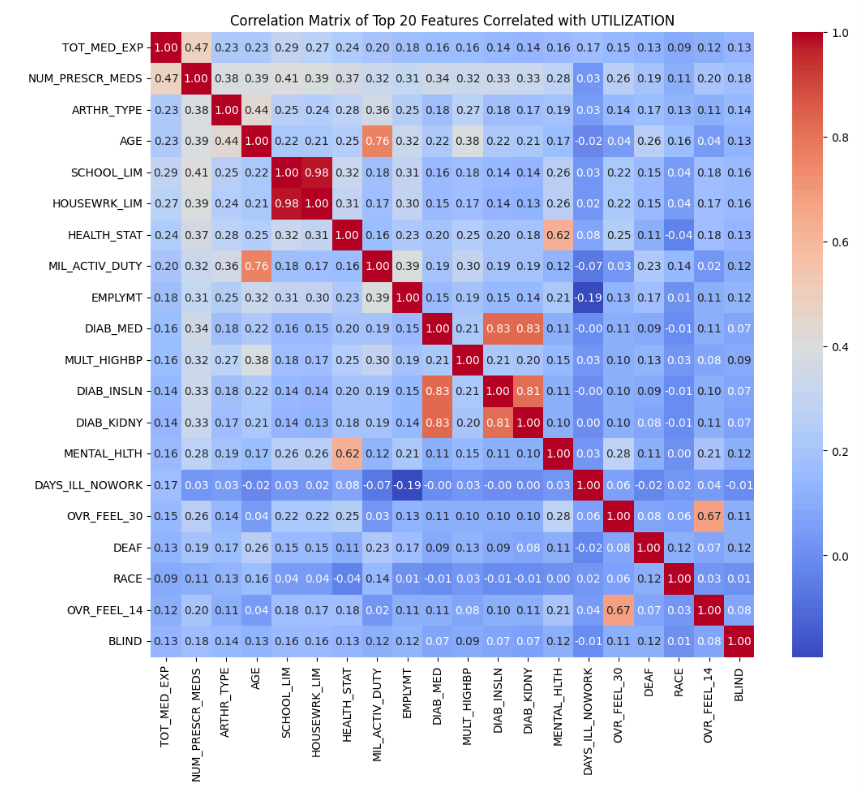 Correlation Matrix of Top 20 Features Correlated with UTILIZATION
TOT_MED_EXP 1.00 0.47 0.23 0.23 0.29 0.27 0.24 0.20 0.18 0.16 0.16 0.14 0.14 0.16 0.17 0.15 0.13 0.09 0.12 0.13
NUM_PRESCR_MEDS 0.47 1.00 0.38 0.39 0.41 0.39 0.37 0.32 0.31 0.34 0.32 0.33 0.33 0.28 0.03 0.26 0.19 0.11 0.20 0.18
ARTHR_TYPE 0.23 0.38 1.00 0.44 0.25 0.24 0.28 0.36 0.25 0.18 0.27 0.18 0.17 0.19 0.03 0.14 0.17 0.13 0.11 0.14
AGE 0.23 0.39 0.44 1.00 0.22 0.21 0.25 0.76 0.32 0.22 0.38 0.22 0.21 0.17 -0.02 0.04 0.26 0.16 0.04 0.13
SCHOOL_LIM 0.29 0.41 0.25 0.22 1.00 0.98 0.32 0.18 0.31 0.16 0.18 0.14 0.14 0.26 0.03 0.22 0.15 0.04 0.18 0.16
HOUSEWRK_LIM 0.27 0.39 0.24 0.21 0.98 1.00 0.31 0.17 0.30 0.15 0.17 0.14 0.13 0.26 0.02 0.22 0.15 0.04 0.17 0.16
HEALTH_STAT 0.24 0.37 0.28 0.25 0.32 0.31 1.00 0.16 0.23 0.20 0.25 0.20 0.18 0.62 0.08 0.25 0.11 -0.04 0.18 0.13
MIL_ACTIV_DUTY 0.20 0.32 0.36 0.76 0.18 0.17 0.16 1.00 0.39 0.19 0.30 0.19 0.19 0.12 -0.07 0.03 0.23 0.14 0.02 0.12
EMPLYMT 0.18 0.31 0.25 0.32 0.31 0.30 0.23 0.39 1.00 0.15 0.19 0.15 0.14 0.21 -0.19 0.13 0.17 0.01 0.11 0.12
DIAB_MED 0.16 0.34 0.18 0.22 0.16 0.15 0.20 0.19 0.15 1.00 0.21 0.83 0.83 0.11 -0.00 0.11 0.09 -0.01 0.11 0.07
MULT_HIGHBP 0.16 0.32 0.27 0.38 0.18 0.17 0.25 0.30 0.19 0.21 1.00 0.21 0.20 0.15 0.03 0.10 0.13 0.03 0.08 0.09
DIAB_INSLN 0.14 0.33 0.18 0.22 0.14 0.14 0.20 0.19 0.15 0.83 0.21 1.00 0.81 0.11 -0.00 0.10 0.09 -0.01 0.10 0.07
DIAB_KIDNY 0.14 0.33 0.17 0.21 0.14 0.13 0.18 0.19 0.14 0.83 0.20 0.81 1.00 0.10 0.00 0.10 0.08 -0.01 0.11 0.07
MENTAL_HLTH 0.16 0.28 0.19 0.17 0.26 0.26 0.62 0.12 0.21 0.11 0.15 0.11 0.10 1.00 0.03 0.28 0.11 0.00 0.21 0.12
DAYS_ILL_NOWORK 0.17 0.03 0.03 -0.02 0.03 0.02 0.08 -0.07 -0.19 -0.00 0.03 -0.00 0.00 0.03 1.00 0.06 -0.02 0.02 0.04 -0.01
OVR_FEEL_30 0.15 0.26 0.14 0.04 0.22 0.22 0.25 0.03 0.13 0.11 0.10 0.10 0.10 0.28 0.06 1.00 0.08 0.06 0.67 0.11
DEAF 0.13 0.19 0.17 0.26 0.15 0.15 0.11 0.23 0.17 0.09 0.13 0.09 0.08 0.11 -0.02 0.08 1.00 0.12 0.07 0.12
RACE 0.09 0.11 0.13 0.16 0.04 0.04 -0.04 0.14 0.01 -0.01 0.03 -0.01 -0.01 0.00 0.02 0.06 0.12 1.00 0.03 0.01
OVR_FEEL_14 0.12 0.20 0.11 0.04 0.18 0.17 0.18 0.02 0.11 0.11 0.08 0.10 0.11 0.21 0.04 0.67 0.07 0.03 1.00 0.08
BLIND 0.13 0.18 0.14 0.13 0.16 0.16 0.13 0.12 0.12 0.07 0.09 0.07 0.07 0.12 -0.01 0.11 0.12 0.01 0.08 1.00
TOT_MED_EXP
NUM_PRESCR_MEDS
ARTHR_TYPE
AGE
SCHOOL_LIM
HOUSEWRK_LIM
HEALTH_STAT
MIL_ACTIV_DUTY
EMPLYMT
DIAB_MED
MULT_HIGHBP
DIAB_INSLN
DIAB_KIDNY
MENTAL_HLTH
DAYS_ILL_NOWORK
OVR_FEEL_30
DEAF
RACE
OVR_FEEL_14
BLIND
1.0
0.8
0.6
0.4
0.2
0.0